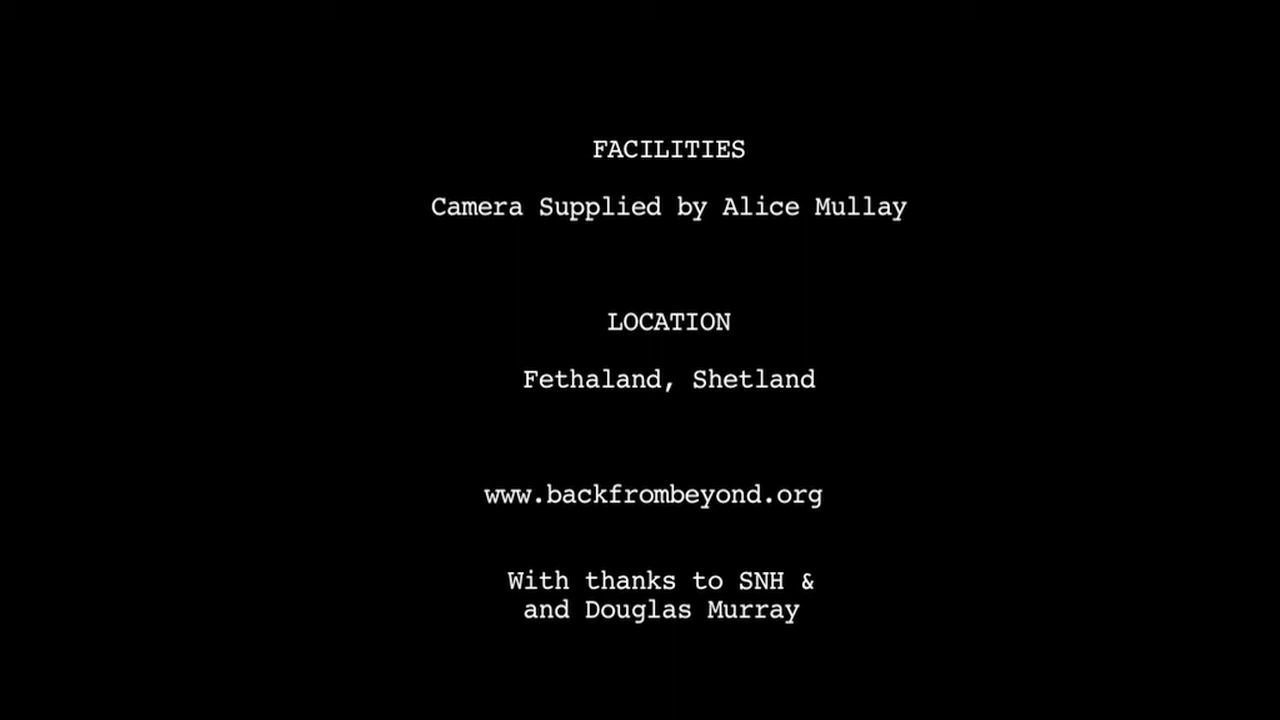 FACILITIES
Camera Supplied by Alice Mullay
LOCATION
Fethaland, Shetland
www.backfrombeyond.org
With thanks to SNH &
and Douglas Murray